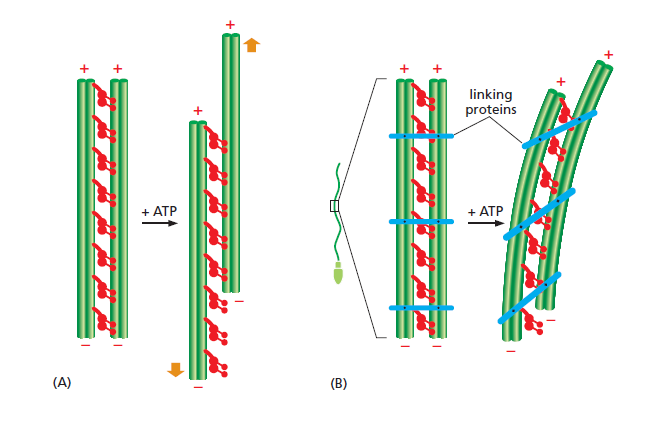 +
+ +
+
+ ATP
− −
−
−
(A)
+ +
+
+
linking
proteins
+ ATP
− −
−
−
(B)